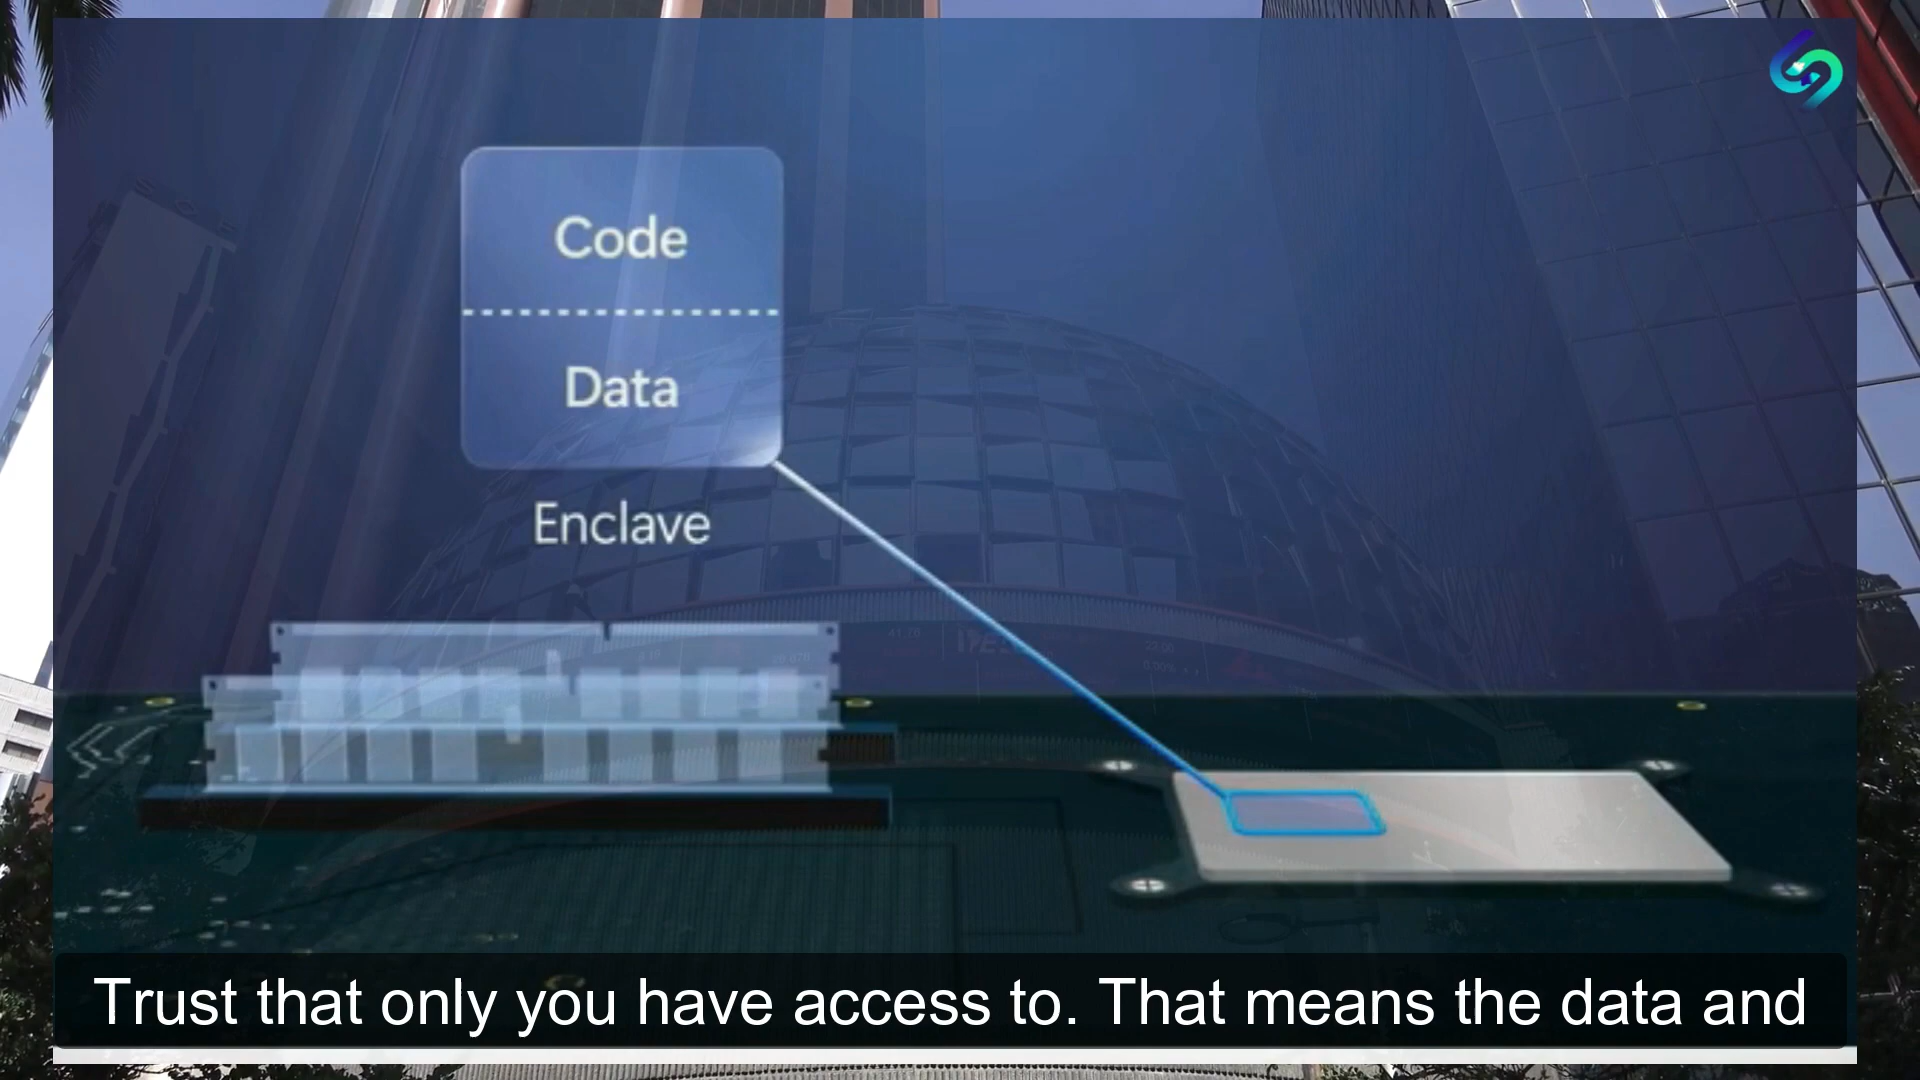 Code
Data
Enclave
Trust that only you have access to. That means the data and